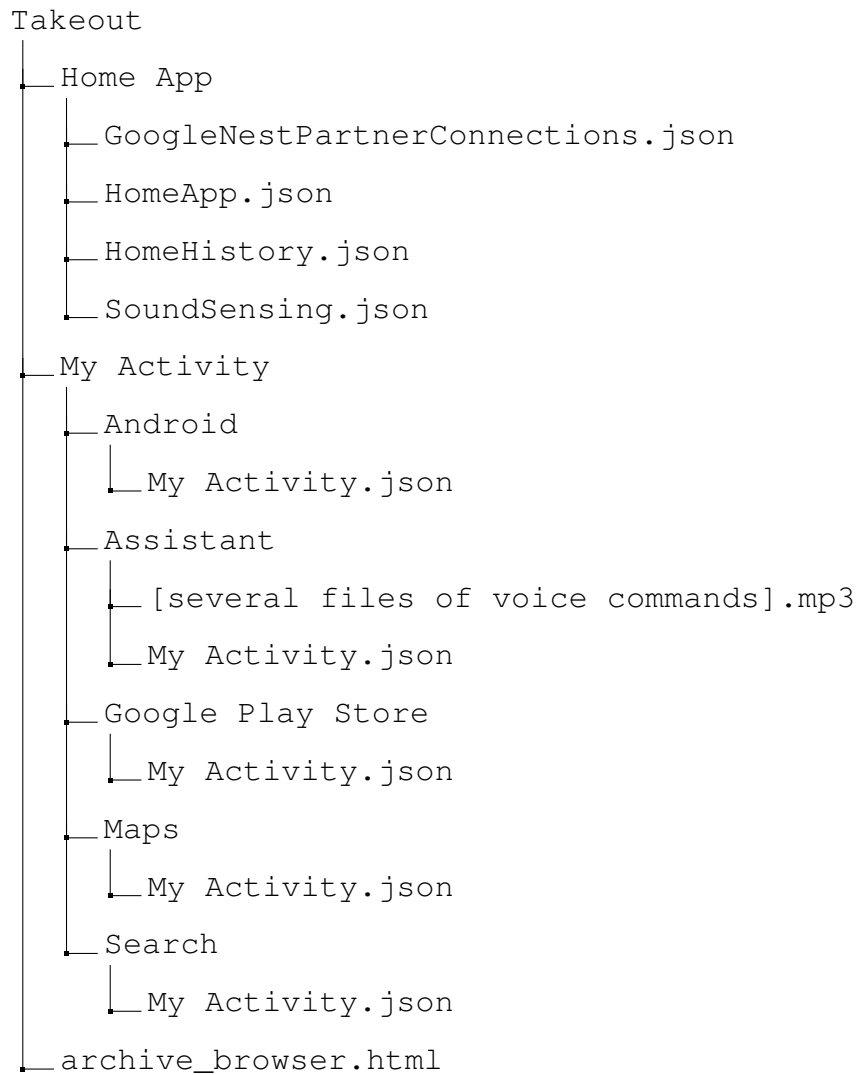 Takeout
Home App
GoogleNestPartnerConnections.json
HomeApp.json
HomeHistory.json
SoundSensing.json
My Activity
Android
My Activity.json
Assistant
[several files of voice commands].mp3
My Activity.json
Google Play Store
My Activity.json
Maps
My Activity.json
Search
My Activity.json
archive_browser.html